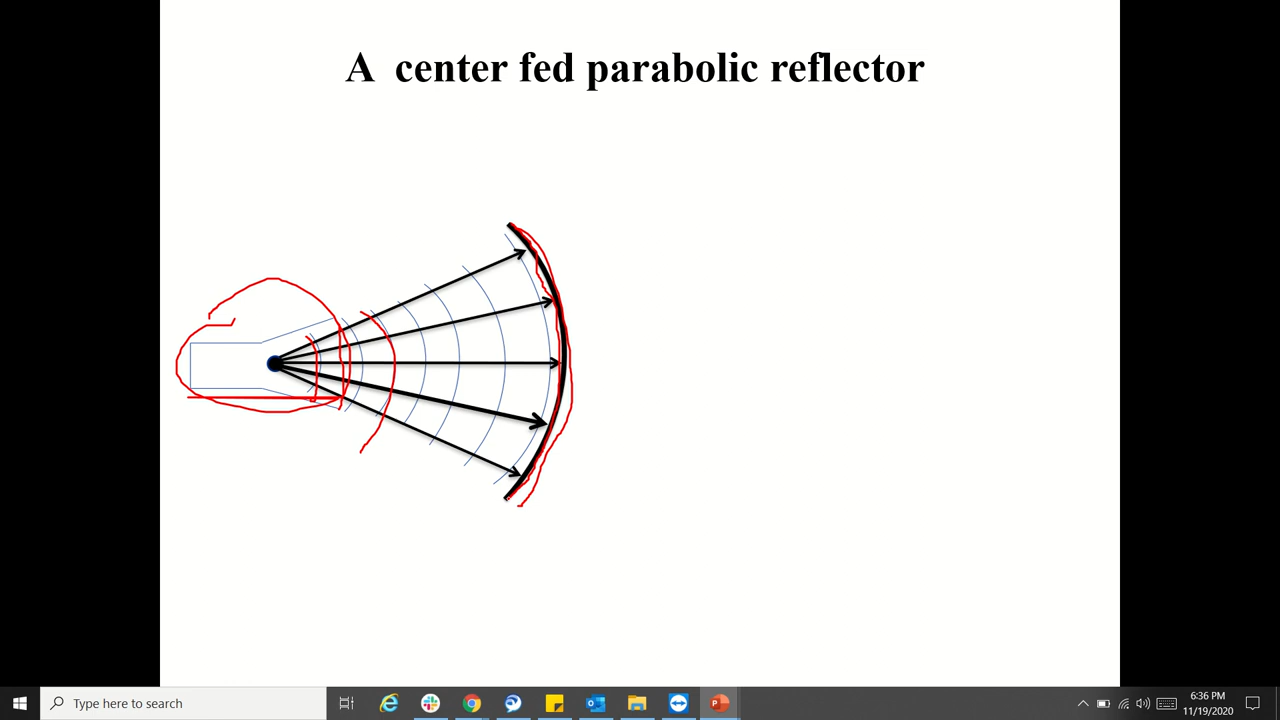 A center fed parabolic reflector
Type here to search
6:36 PM
11/19/2020